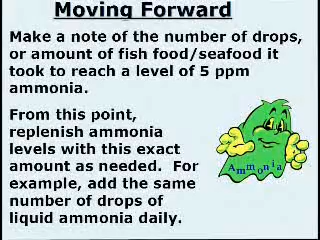 Moving Forward
Make a note of the number of drops,
or amount of fish food/seafood it
took to reach a level of 5 ppm
ammonia.
From this point,
replenish ammonia
levels with this exact
amount as needed.  For
example, add the same
number of drops of
liquid ammonia daily.
Ammonia